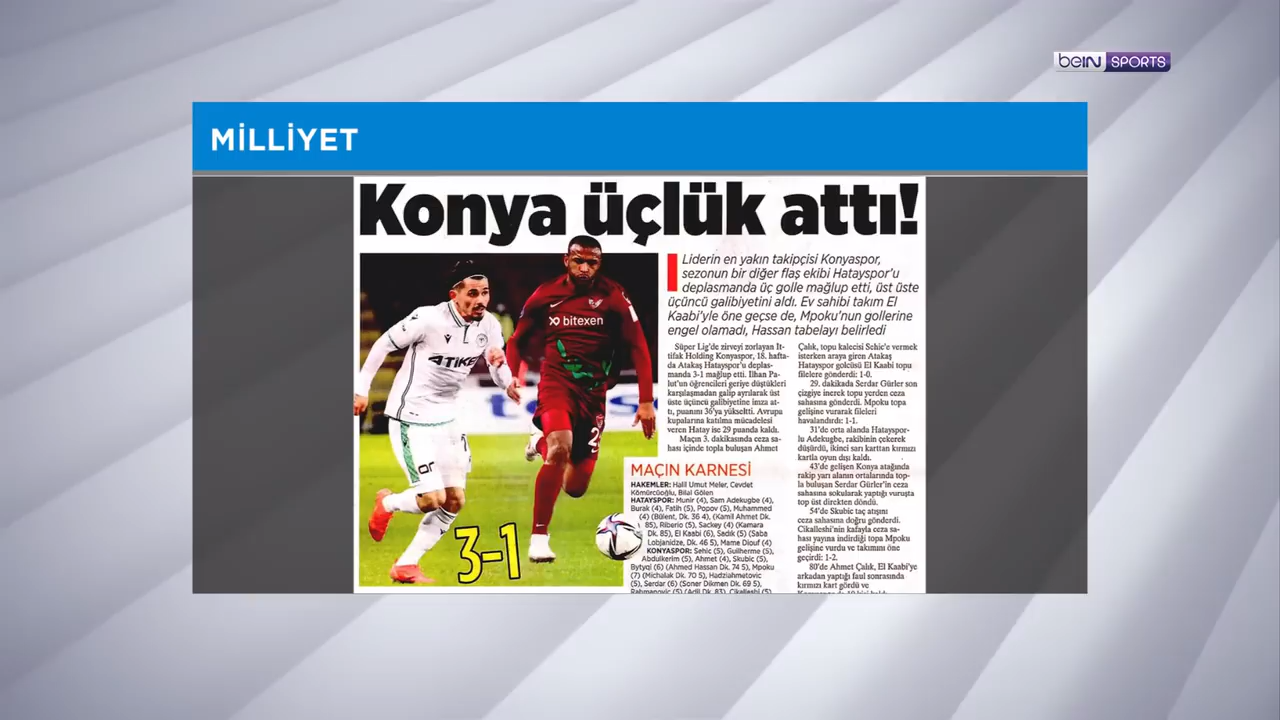 beIN SPORTS
MİLLİYET
Konya üçlük attı!
Liderin en yakın takipçisi Konyaspor,
sezonun bir diğer flaş ekibi Hatayspor'u
deplasmanda üç golle mağlup etti, üst üste
üçüncü galibiyetini aldı. Ev sahibi takım El
Kaabi'yle öne geçse de, Mpoku'nun gollerine
engel olamadı, Hassan tabelayı belirledi
bitexen
ATİKE
3-1
Süper Lig'de zirveyi zorlayan İt-
tifak Holding Konyaspor, 18. hafta-
da Atakaş Hatayspor'u deplas-
manda 3-1 mağlup etti. İlhan Pa-
lut'un öğrencileri geriye düştükleri
karşılaşmadan galip ayrılarak üst
üste üçüncü galibiyetine imza at-
tı, puanını 36'ya yükseltti. Avrupa
kupalarına katılma mücadelesi
veren Hatay ise 29 puanda kaldı.
Maçın 3. dakikasında ceza sa-
hası içinde topla buluşan Ahmet
Çalık, topu kalecisi Sehic'e vermek
isterken araya giren Atakaş
Hatayspor golcüsü El Kaabi topu
filelere gönderdi: 1-0.
29. dakikada Serdar Gürler son
çizgiye inerek topu yerden ceza
sahasına gönderdi. Mpoku topa
gelişine vurarak fileleri
havalandırdı: 1-1.
31'de orta alanda Hatayspor-
lu Adekugbe, rakibinin çekerek
düşürdü, ikinci sarı karttan kırmızı
kartla oyun dışı kaldı.
43'de gelişen Konya atağında
rakip yarı alanın ortalarında top-
la buluşan Serdar Gürler'in ceza
sahasına sokularak yaptığı vuruşta
top üst direkten döndü.
54'de Skubic taç atışını
ceza sahasına doğru gönderdi.
Cikalleshi'nin kafayla ceza sa-
hası yayına indirdiği topa Mpoku
gelişine vurdu ve takımını öne
geçirdi: 1-2.
80'de Ahmet Çalık, El Kaabi'ye
arkadan yaptığı faul sonrasında
kırmızı kart gördü ve
MAÇIN KARNESİ
HAKEMLER: Halil Umut Meler, Cevdet
Kömürcüoğlu, Bilal Gölen
HATAYSPOR: Munir (4), Sam Adekugbe (4),
Burak (4), Fatih (5), Popov (5), Muhammed
(4) (Bülent, Dk. 36 4), (Kamil Ahmet Dk.
85), Riberio (5), Sackey (4) (Kamara
Dk. 85), El Kaabi (6), Sadık (5) (Saba
Lobjanidze, Dk. 46 5), Mame Diouf (4)
KONYASPOR: Sehic (5), Guilherme (5),
Abdulkerim (5), Ahmet (4), Skubic (5),
Bytyqi (6) (Ahmed Hassan Dk. 74 5), Mpoku
(7) (Michalak Dk. 70 5), Hadziahmetovic
(5), Serdar (6) (Soner Dikmen Dk. 69 5),
Rahmanovic (5) (Adil Dk. 83), Cikalleshi (5)